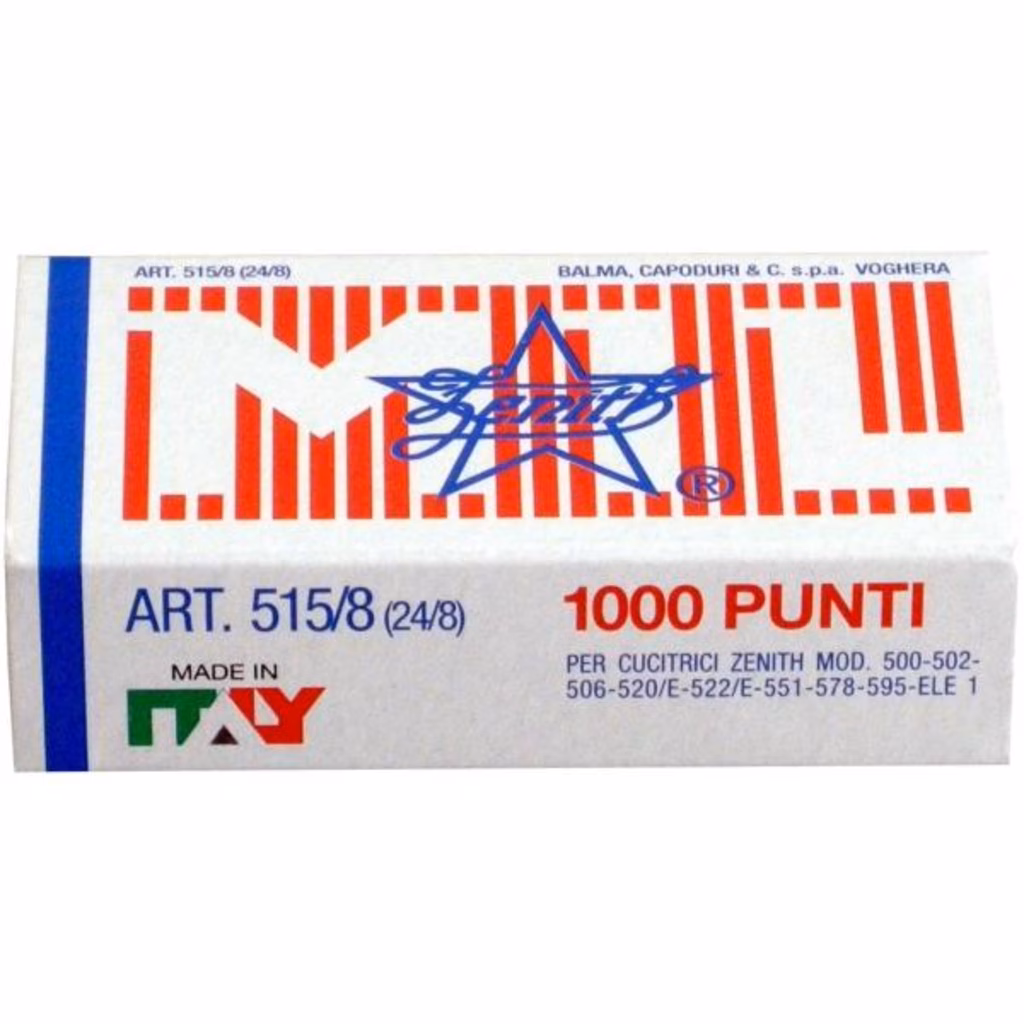 ART. 515/8 (24/8)
BALMA, CAPODURI & C. s.p.a. VOGHERA
Zenith
®
ART. 515/8 (24/8)
1000 PUNTI
MADE IN
ITALY
PER CUCITRICI ZENITH MOD. 500-502-
506-520/E-522/E-551-578-595-ELE 1